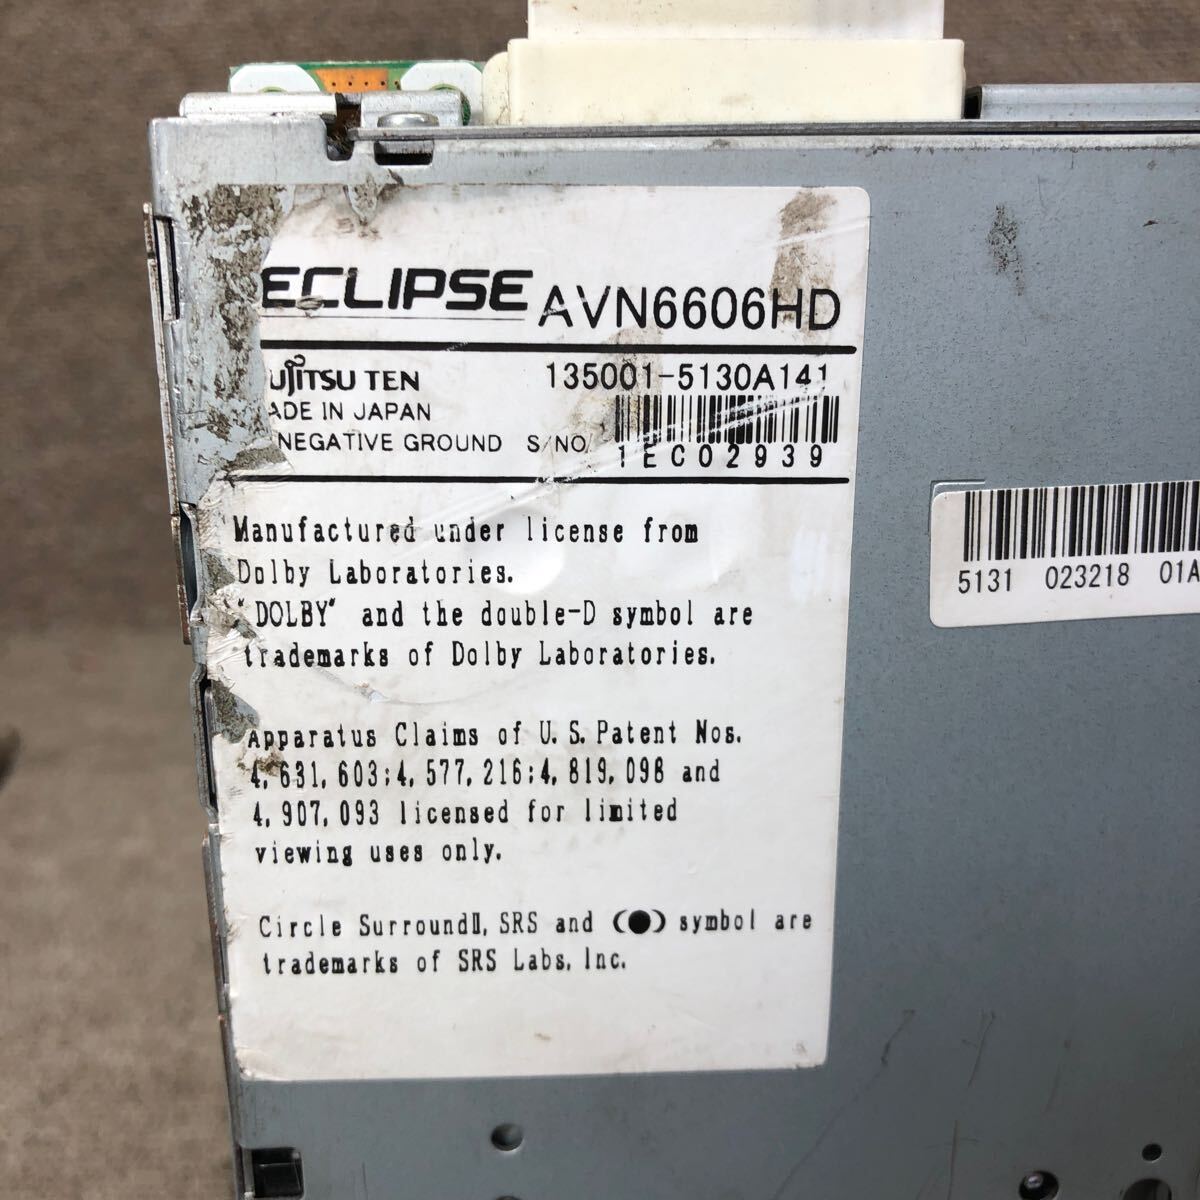 ECLIPSE AVN6606HD
UJITSU TEN 135001-5130A141
ADE IN JAPAN
NEGATIVE GROUND S/NO.
1EC02939
Manufactured under license from
Dolby Laboratories.
"DOLBY" and the double-D symbol are
trademarks of Dolby Laboratories.
Apparatus Claims of U.S.Patent Nos.
4,631,603;4,577,216;4,819,098 and
4,907,093 licensed for limited
viewing uses only.
Circle SurroundⅡ, SRS and (●) symbol are
trademarks of SRS Labs, Inc.
5131 023218 01A